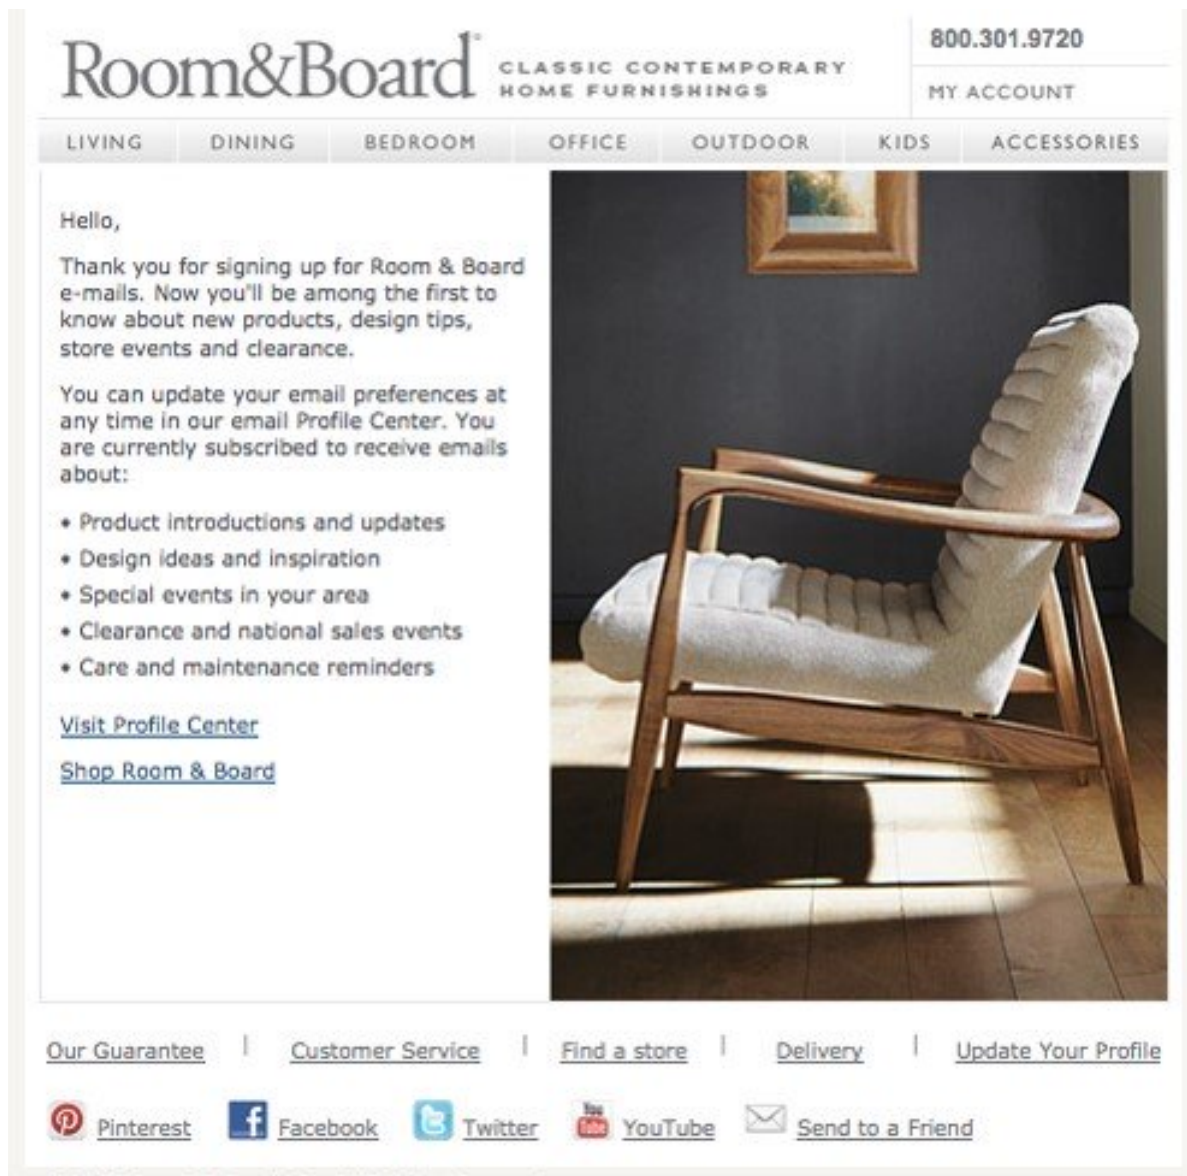 Room&Board
CLASSIC CONTEMPORARY
HOME FURNISHINGS
800.301.9720
MY ACCOUNT
LIVING DINING BEDROOM OFFICE OUTDOOR KIDS ACCESSORIES
Hello,
Thank you for signing up for Room & Board
e-mails. Now you'll be among the first to
know about new products, design tips,
store events and clearance.
You can update your email preferences at
any time in our email Profile Center. You
are currently subscribed to receive emails
about:
• Product introductions and updates
• Design ideas and inspiration
• Special events in your area
• Clearance and national sales events
• Care and maintenance reminders
Visit Profile Center
Shop Room & Board
Our Guarantee | Customer Service | Find a store | Delivery | Update Your Profile
Pinterest Facebook Twitter You Tube YouTube Send to a Friend